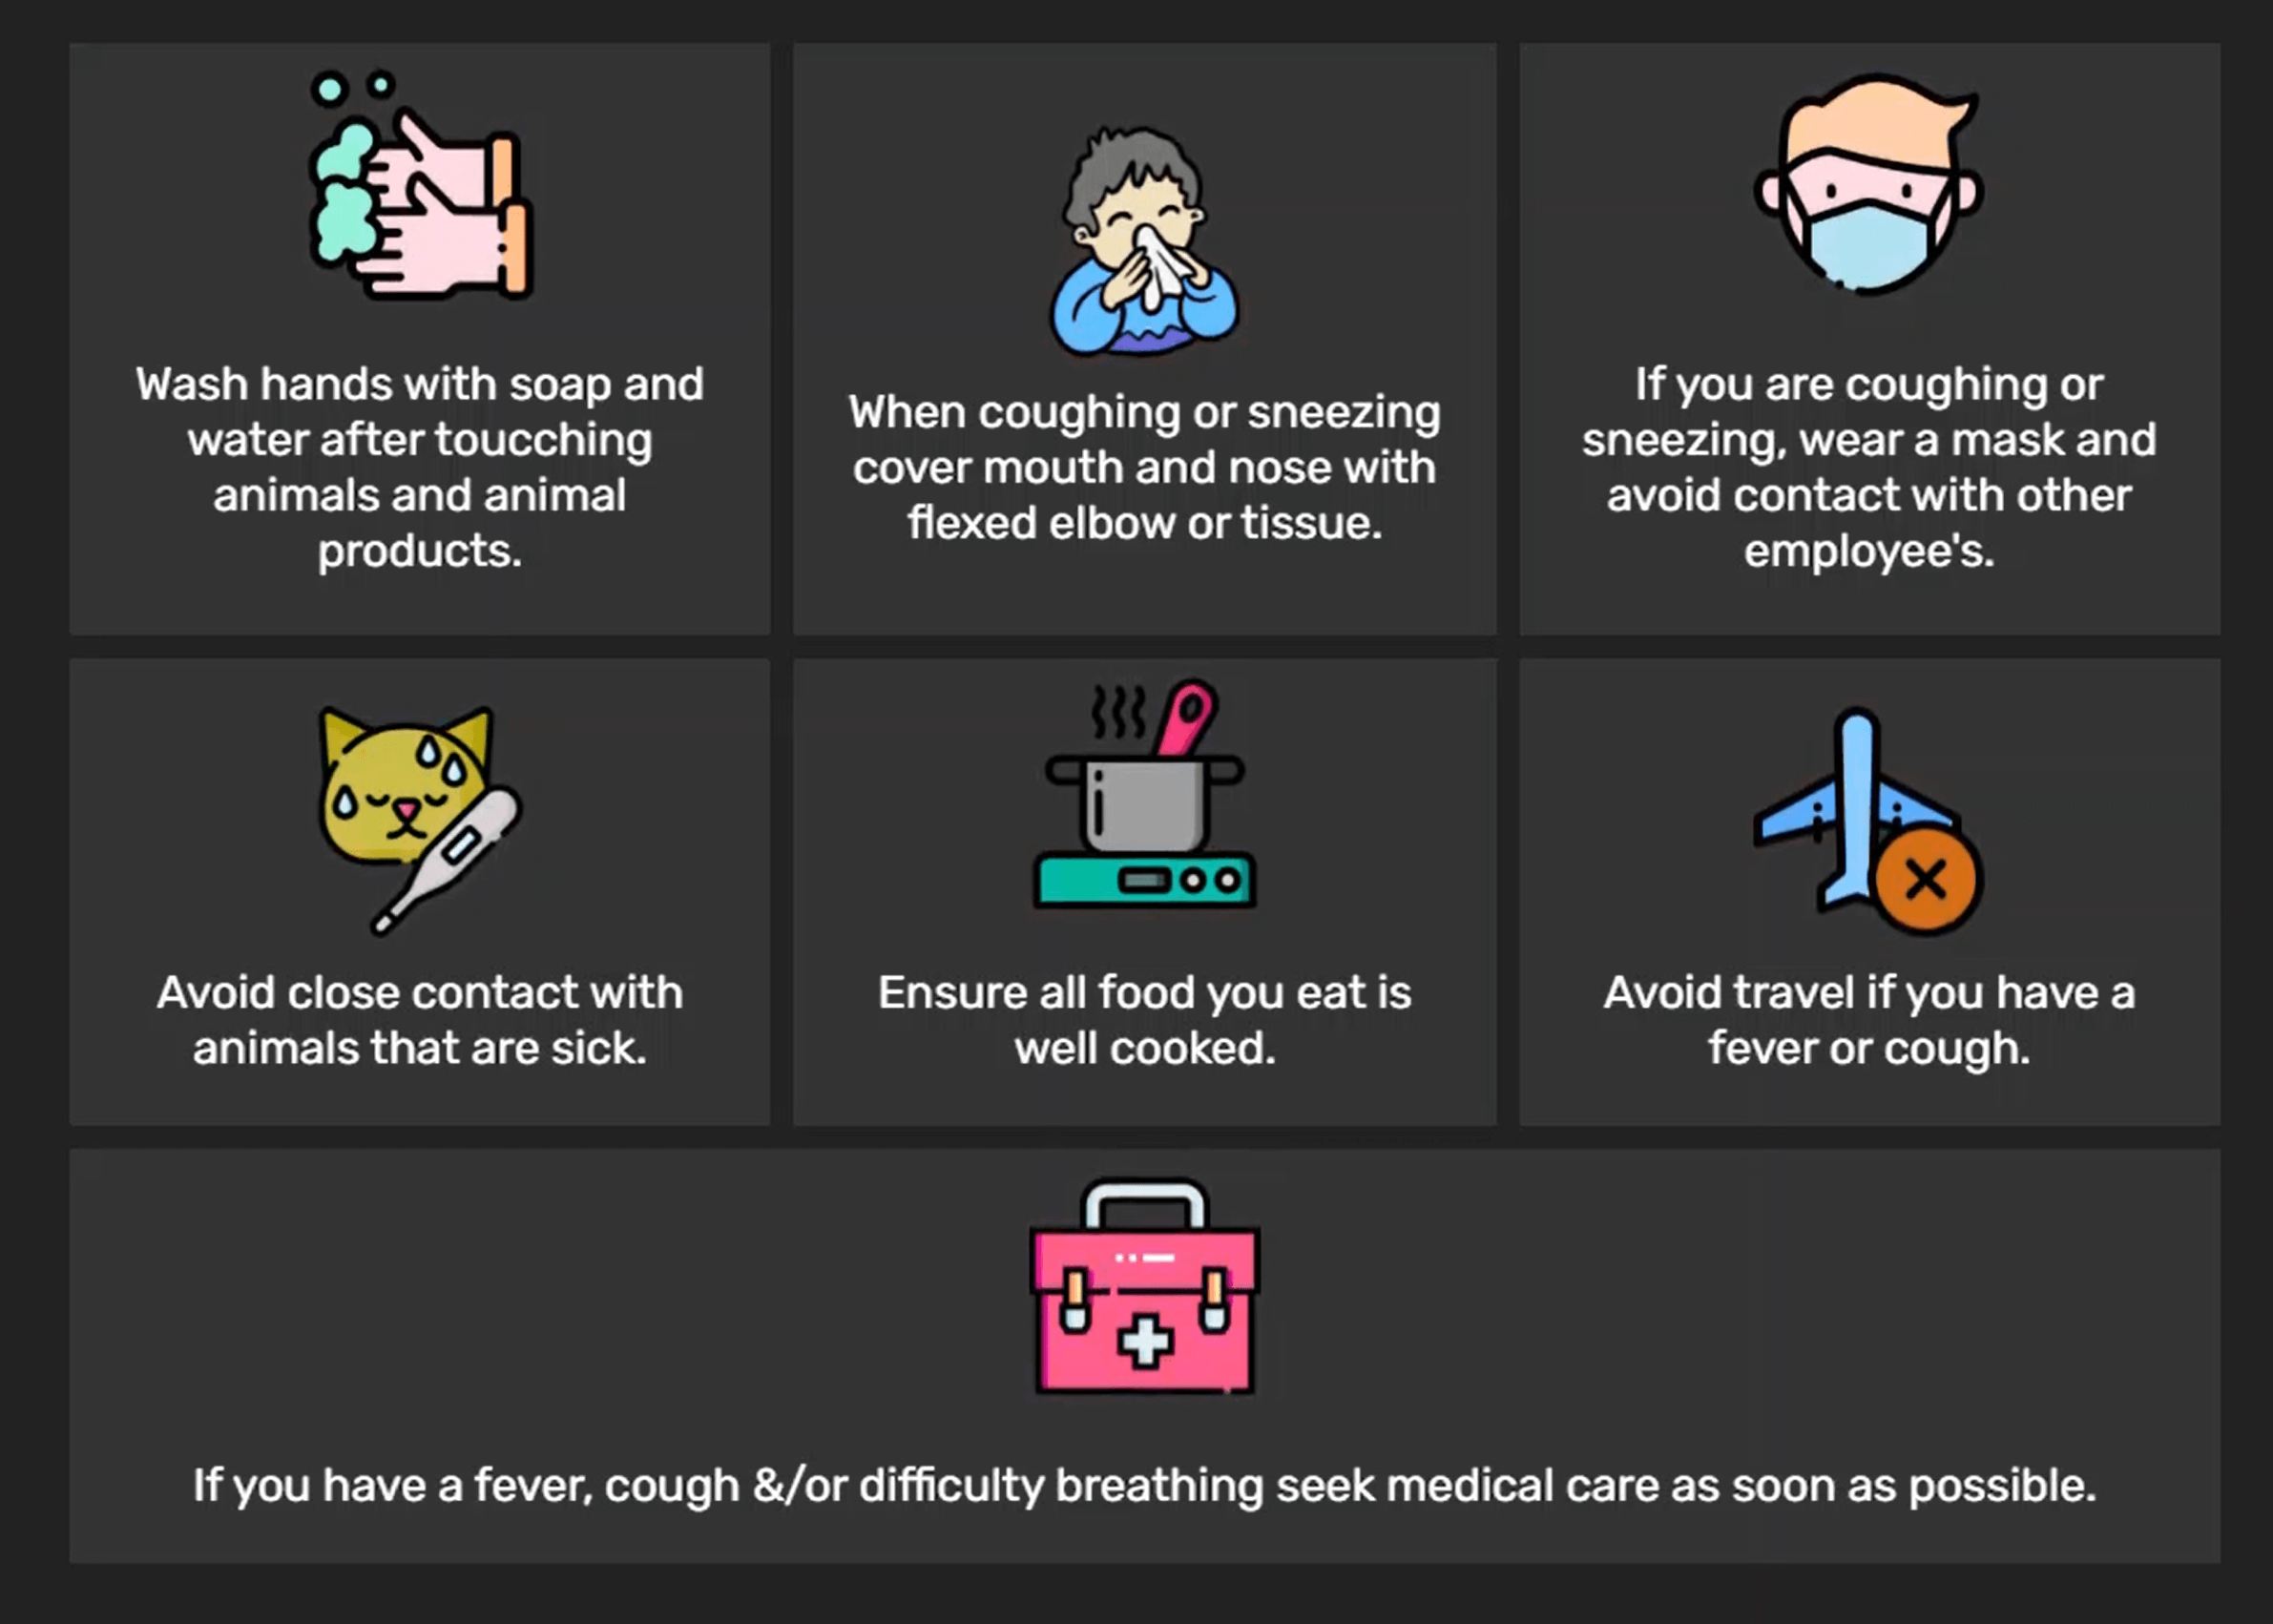 Wash hands with soap and
water after toucching
animals and animal
products.
When coughing or sneezing
cover mouth and nose with
flexed elbow or tissue.
If you are coughing or
sneezing, wear a mask and
avoid contact with other
employee's.
Avoid close contact with
animals that are sick.
Ensure all food you eat is
well cooked.
Avoid travel if you have a
fever or cough.
If you have a fever, cough &/or difficulty breathing seek medical care as soon as possible.